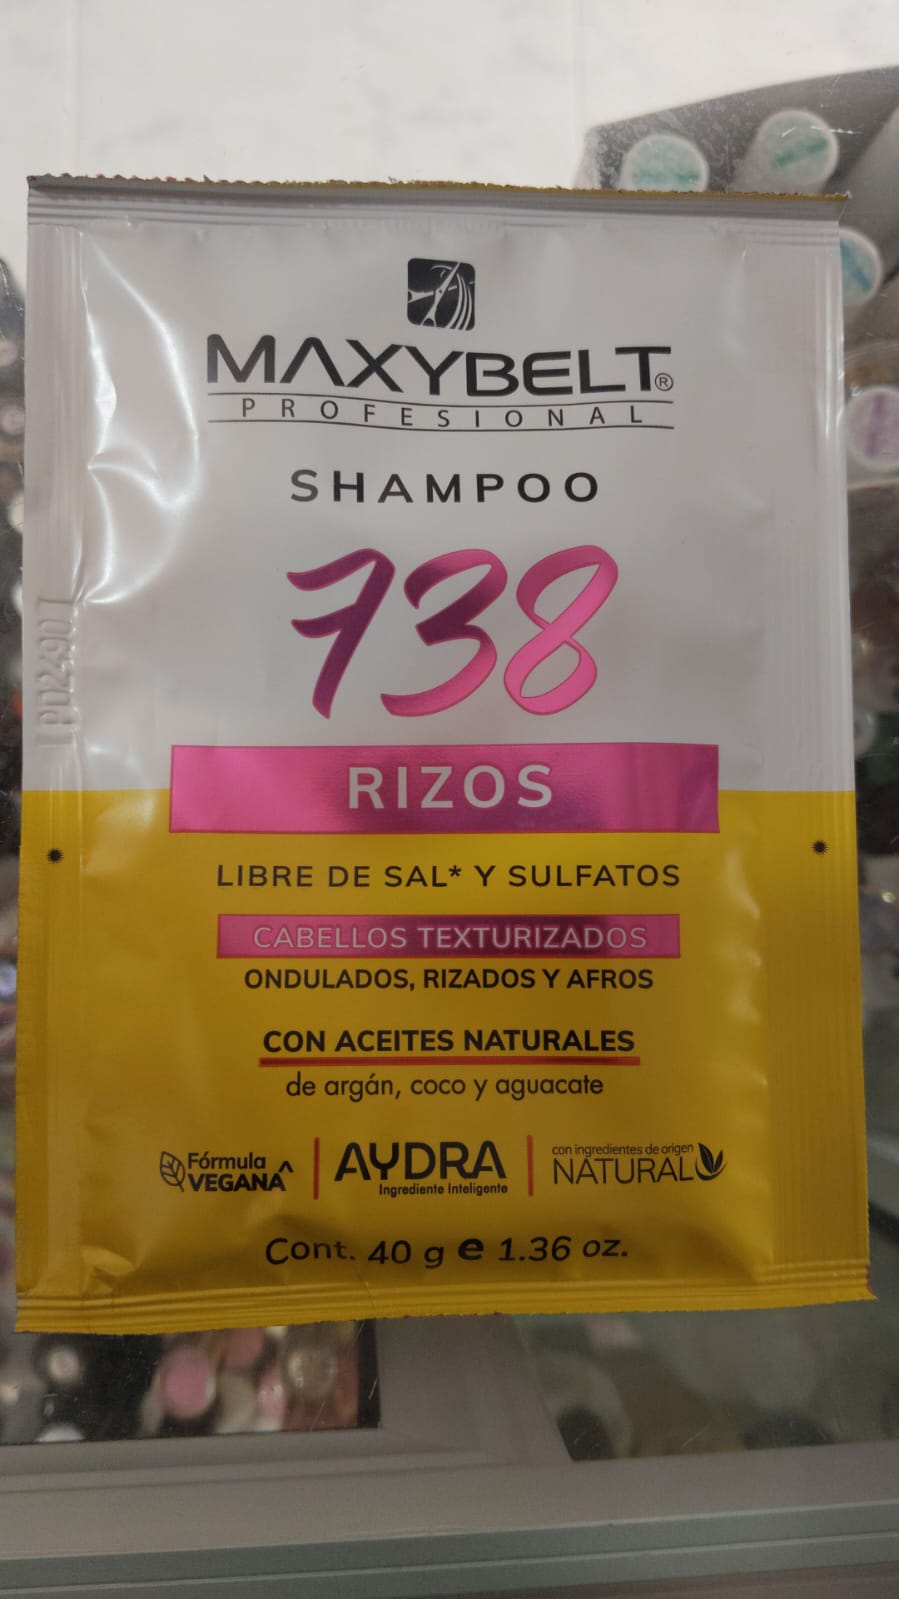 MAXYBELT®
PROFESIONAL
SHAMPOO
738
RIZOS
LIBRE DE SAL* Y SULFATOS
CABELLOS TEXTURIZADOS
ONDULADOS, RIZADOS Y AFROS
CON ACEITES NATURALES
de argán, coco y aguacate
Fórmula
VEGANA^
AYDRA
Ingrediente Inteligente
con ingredientes de origen
NATURAL
Cont. 40 g e 1.36 oz.